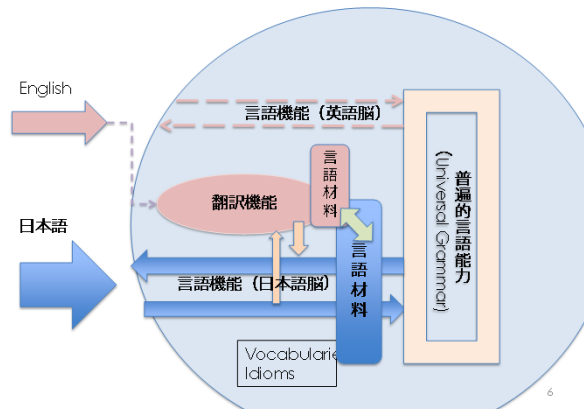 English
言語機能（英語脳）
言語材料
翻訳機能
普遍的言語能力
(Universal Grammar)
日本語
言語材料
言語機能（日本語脳）
Vocabularie
Idioms
6